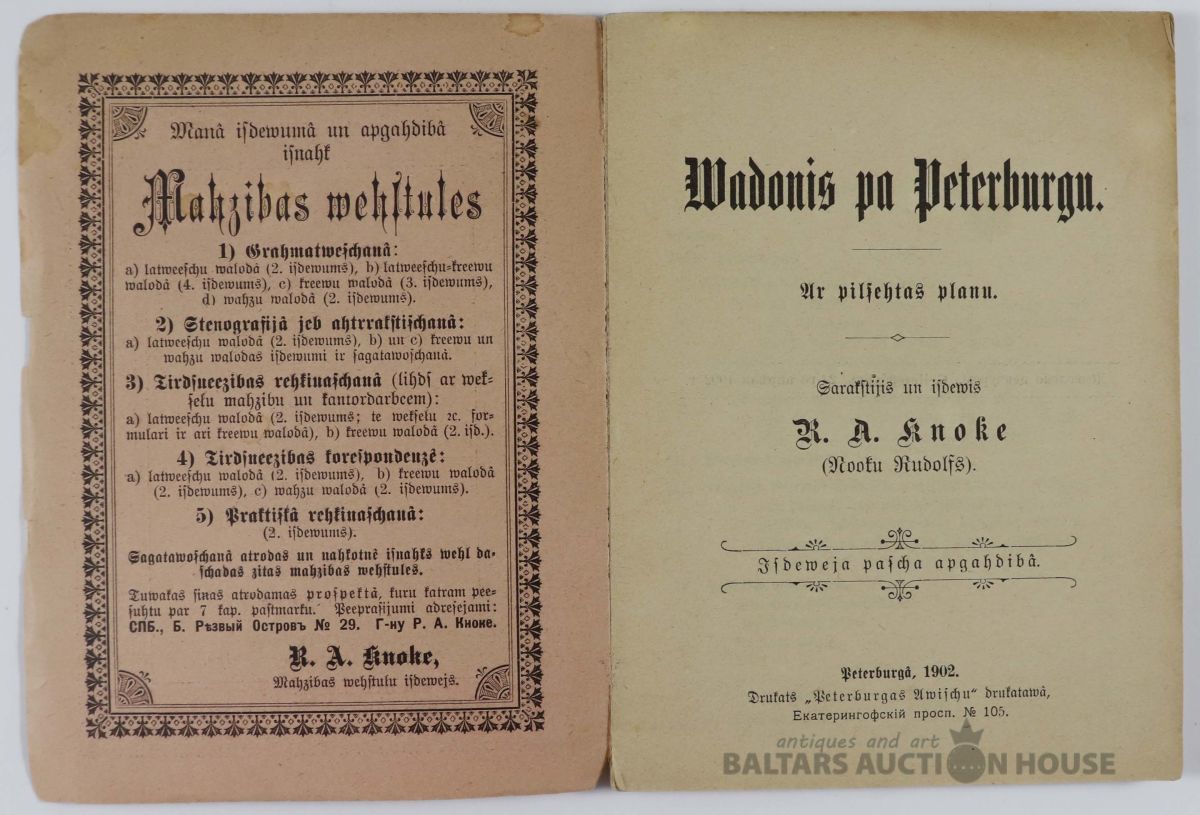 Manâ iſdewumâ un apgahdibâ
iſnahk
Mahzibas wehſtules
1) Grahmatweſchanâ:
a) latweeſchu walodâ (2. iſdewums), b) latweeſchu-kreewu
walodâ (4. iſdewums), c) kreewu walodâ (3. iſdewums),
d) wahzu walodâ (2. iſdewums).
2) Stenografijâ jeb ahtrrakſtiſchanâ:
a) latweeſchu walodâ (2. iſdewums), b) un c) kreewu un
wahzu walodas iſdewumi ir ſagatawoſchanâ.
3) Tirdſneezibas rehkinaſchanâ (lihdſ ar wek-
ſelu mahzibu un kantordarbeem):
a) latweeſchu walodâ (2. iſdewums; te wekſelu ꝛc. for-
mulari ir ari kreewu walodâ), b) kreewu walodâ (2. iſd.).
4) Tirdſneezibas koreſpondenzê:
a) latweeſchu walodâ (2. iſdewums), b) kreewu walodâ
(2. iſdewums), c) wahzu walodâ (2. iſdewums).
5) Praktiſkâ rehkinaſchanâ:
(2. iſdewums).
Sagatawoſchanâ atrodas un nahkotnê iſnahks wehl da-
ſchadas zitas mahzibas wehſtules.
Tuwakas ſiņas atrodamas proſpektâ, kuru katram pee-
ſuhtu par 7 kap. paſtmarku. Peepraſijumi adreſejami:
СПБ., Б. Рѣзвый Островъ № 29. Г-ну Р. А. Кноке.
R. A. Knoke,
Mahzibas wehſtulu iſdewejs.
Wadonis pa Peterburgu.
Ar pilſehtas planu.
Sarakſtijis un iſdewis
R. A. Knoke
(Nooku Rudolfs).
Iſdeweja paſcha apgahdibâ.
Peterburgâ, 1902.
Drukats „Peterburgas Awiſchu" drukatawâ,
Екатерингофскій просп. № 105.
antiques and art
BALTARS AUCTION HOUSE